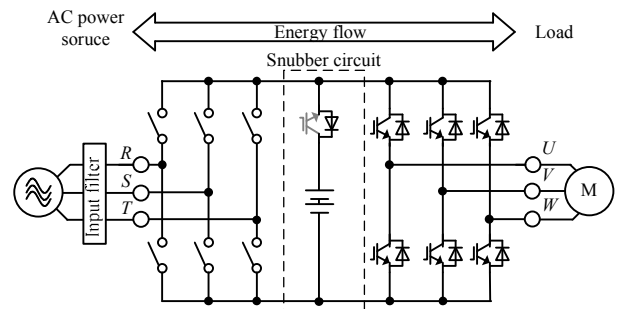 AC power
soruce
Energy flow
Load
Snubber circuit
Input filter
R
S
T
U
V
W
M